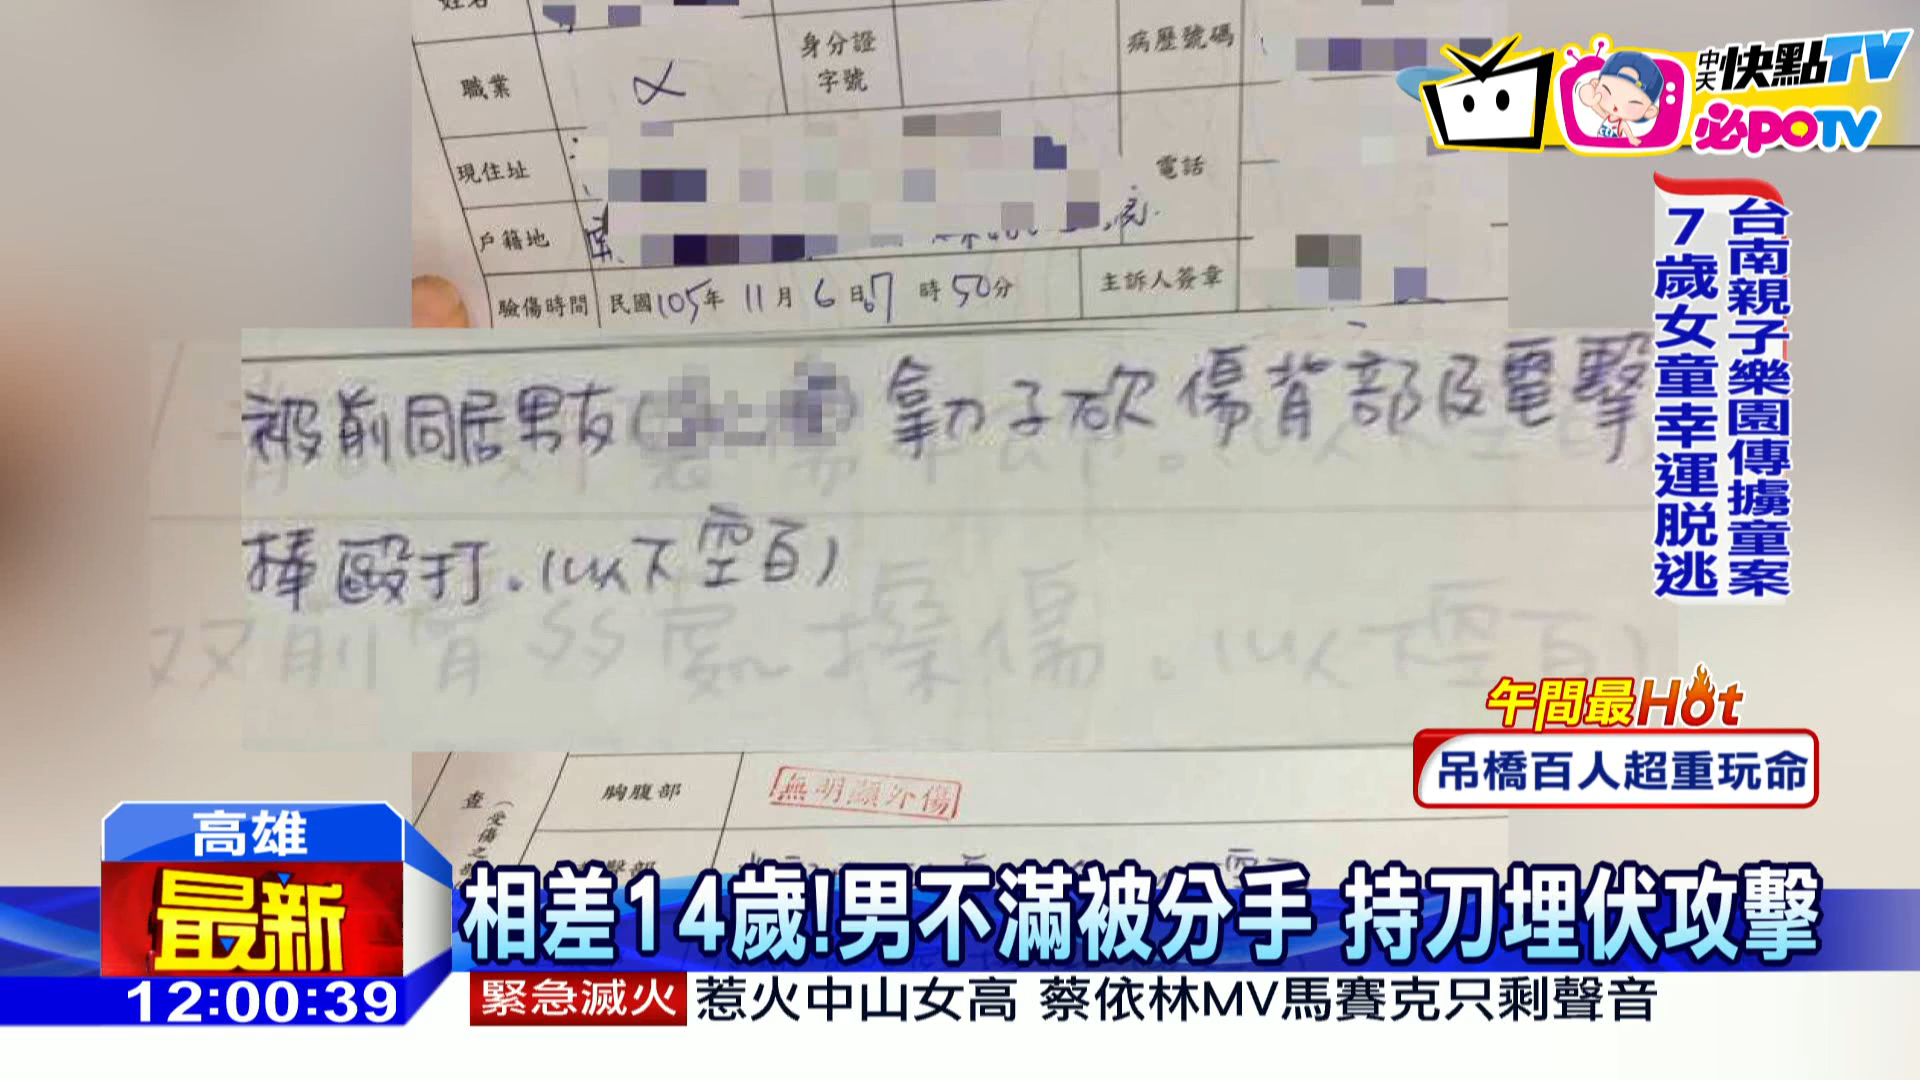 姓名
職業
身分證
字號
病歷號碼
現住址
電話
戶籍地
驗傷時間 民國105年 11月 6日07時50分 主訴人簽章
被前同居男友( )拿刀子砍傷背部及電擊
棒毆打。(以下空白)
胸腹部
無明顯外傷
中天快點TV
必POTV
台南親子樂園傳擄童案
7歲女童幸運脫逃
午間最Hot
吊橋百人超重玩命
高雄
最新
相差14歲!男不滿被分手 持刀埋伏攻擊
12:00:39
緊急滅火 惹火中山女高 蔡依林MV馬賽克只剩聲音